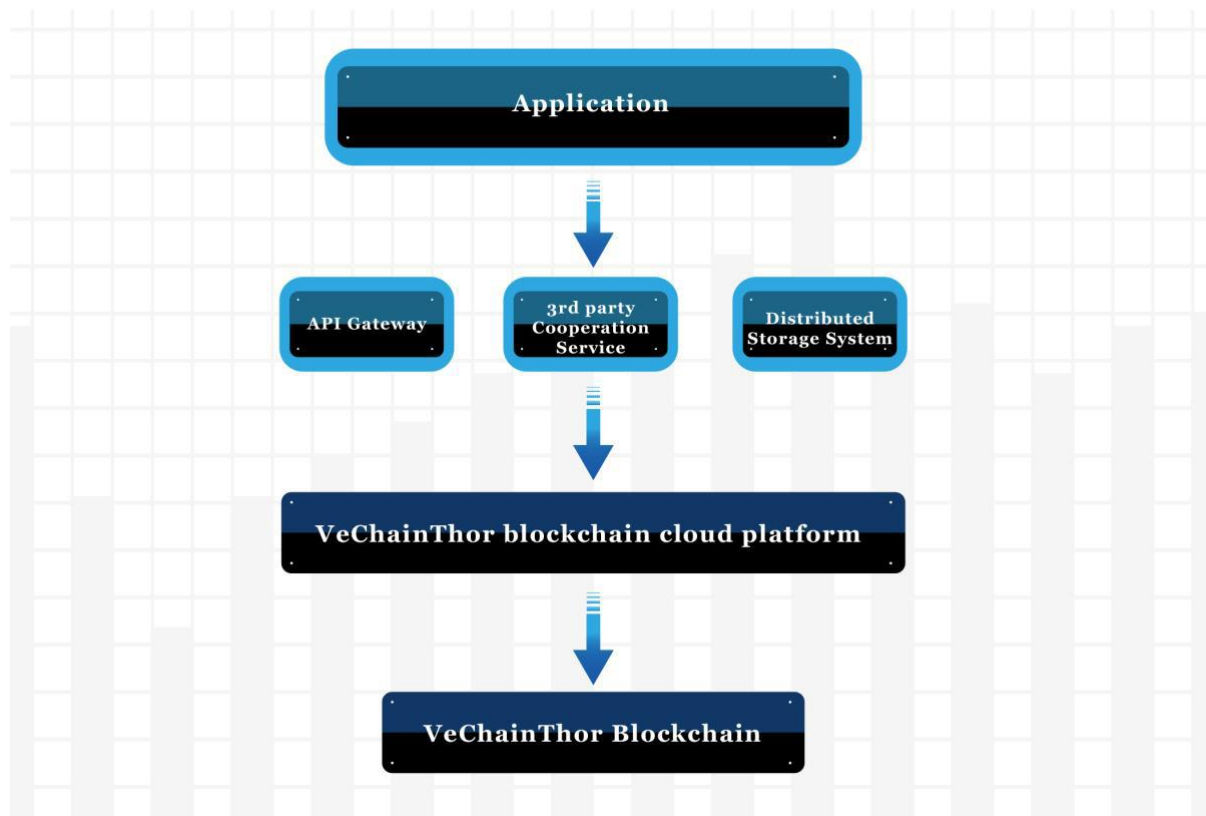 Application
API Gateway
3rd party
Cooperation
Service
Distributed
Storage System
VeChainThor blockchain cloud platform
VeChainThor Blockchain